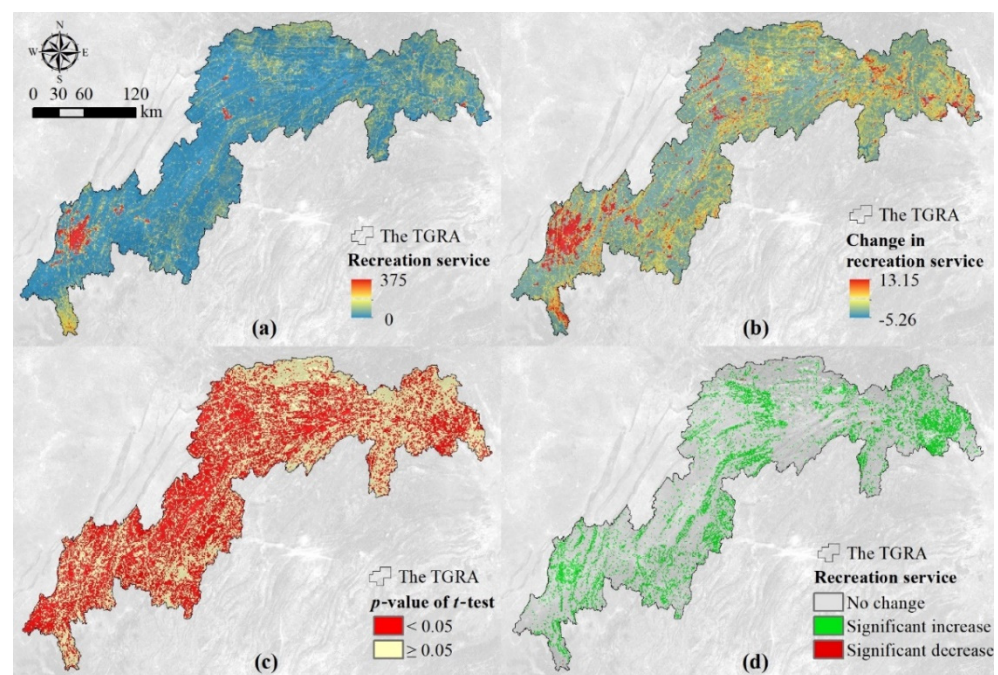 N
W E
S
0 30 60 120
km
The TGRA
Recreation service
375
0
(a)
The TGRA
Change in
recreation service
13.15
-5.26
(b)
The TGRA
p-value of t-test
< 0.05
≥ 0.05
(c)
The TGRA
Recreation service
No change
Significant increase
Significant decrease
(d)